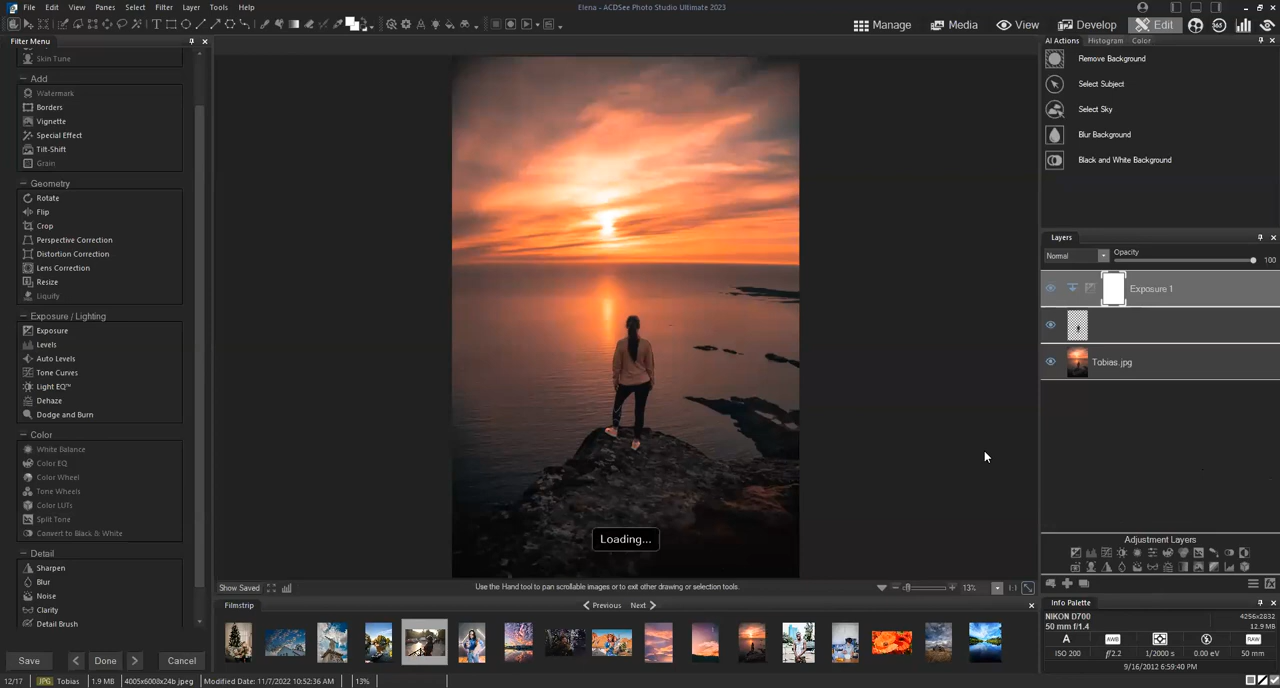 File Edit View Panes Select Filter Layer Tools Help
Elena - ACDSee Photo Studio Ultimate 2023
Manage Media View Develop Edit 365
Filter Menu
Skin Tune
Add
Watermark
Borders
Vignette
Special Effect
Tilt-Shift
Grain
Geometry
Rotate
Flip
Crop
Perspective Correction
Distortion Correction
Lens Correction
Resize
Liquify
Exposure / Lighting
Exposure
Levels
Auto Levels
Tone Curves
Light EQ™
Dehaze
Dodge and Burn
Color
White Balance
Color EQ
Color Wheel
Tone Wheels
Color LUTs
Split Tone
Convert to Black & White
Detail
Sharpen
Blur
Noise
Clarity
Detail Brush
Save Done Cancel
Loading...
Show Saved
Use the Hand tool to pan scrollable images or to exit other drawing or selection tools.
13%
Filmstrip
Previous Next
AI Actions Histogram Color
Remove Background
Select Subject
Select Sky
Blur Background
Black and White Background
Layers
Normal
Opacity
100
Exposure 1
Tobias.jpg
Adjustment Layers
Info Palette
NIKON D700
50 mm f/1.4
4256x2832
12.9 MB
A AWB RAW
ISO 200 f/2.2 1/2000 s 0.00 eV 50 mm
9/16/2012 6:59:40 PM
12/17 JPG Tobias 1.9 MB 4005x6008x24b jpeg Modified Date: 11/7/2022 10:52:36 AM 13%